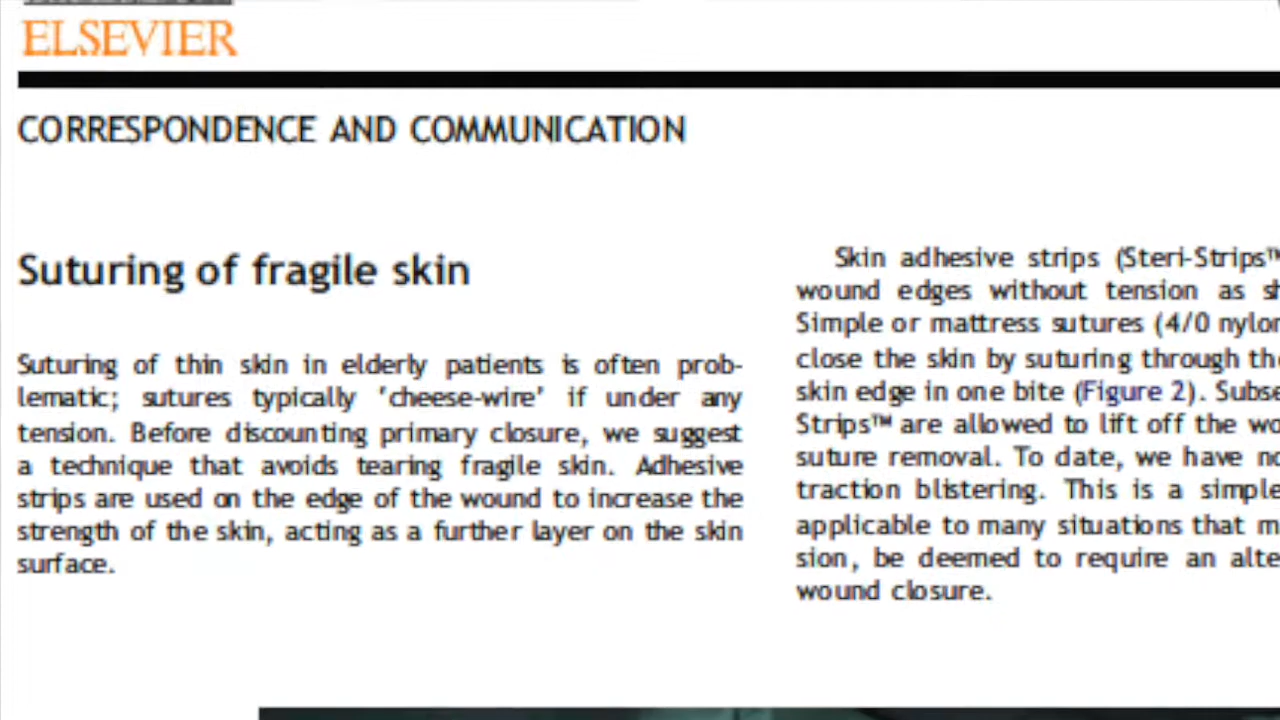 ELSEVIER
CORRESPONDENCE AND COMMUNICATION
Suturing of fragile skin
Suturing of thin skin in elderly patients is often prob-
lematic; sutures typically 'cheese-wire' if under any
tension. Before discounting primary closure, we suggest
a technique that avoids tearing fragile skin. Adhesive
strips are used on the edge of the wound to increase the
strength of the skin, acting as a further layer on the skin
surface.
Skin adhesive strips (Steri-Strips™
wound edges without tension as
Simple or mattress sutures (4/0
close the skin by suturing through
skin edge in one bite (Figure 2).
Strips™ are allowed to lift off the
suture removal. To date, we have
traction blistering. This is a simple
applicable to many situations that
sion, be deemed to require an
wound closure.